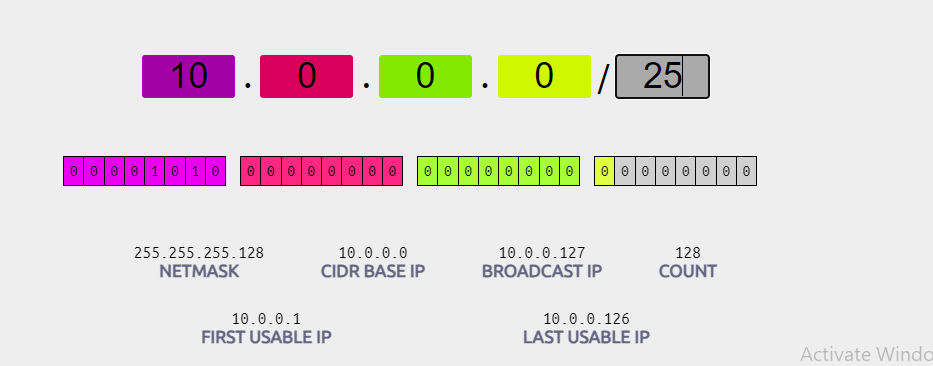 10 . 0 . 0 . 0 / 25
0 0 0 0 1 0 1 0 0 0 0 0 0 0 0 0 0 0 0 0 0 0 0 0 0 0 0 0 0 0 0 0
255.255.255.128 10.0.0.0 10.0.0.127 128
NETMASK CIDR BASE IP BROADCAST IP COUNT
10.0.0.1 10.0.0.126
FIRST USABLE IP LAST USABLE IP
Activate Windo